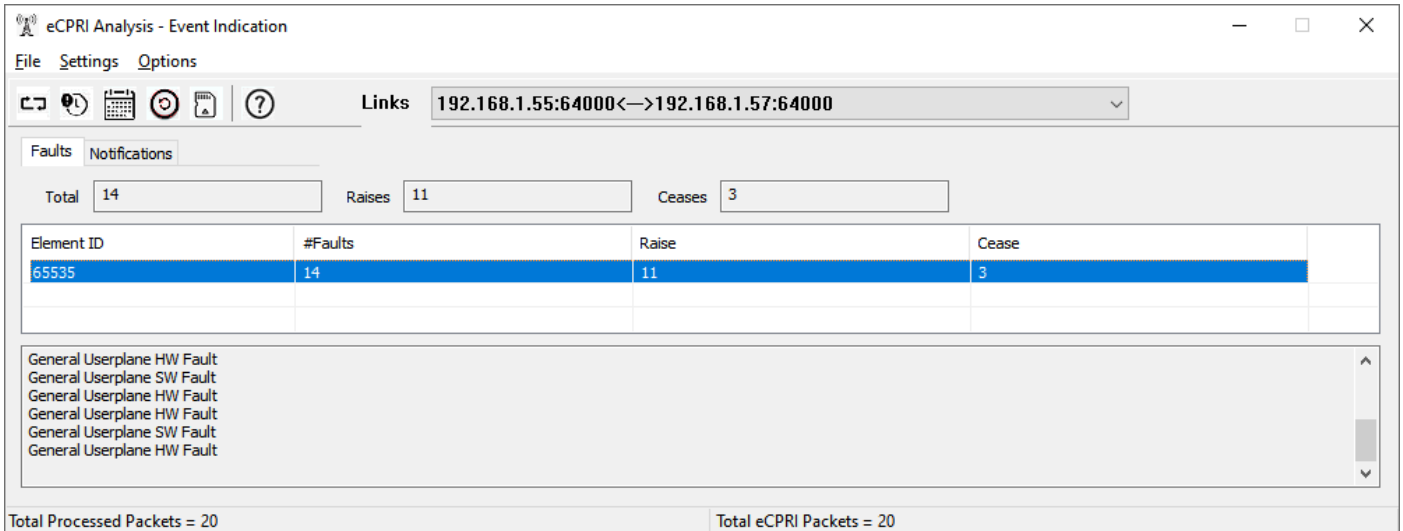 eCPRI Analysis - Event Indication
File Settings Options
Links 192.168.1.55:64000<—>192.168.1.57:64000
Faults Notifications
Total 14 Raises 11 Ceases 3
Element ID #Faults Raise Cease
65535 14 11 3
General Userplane HW Fault
General Userplane SW Fault
General Userplane HW Fault
General Userplane HW Fault
General Userplane SW Fault
General Userplane HW Fault
Total Processed Packets = 20 Total eCPRI Packets = 20